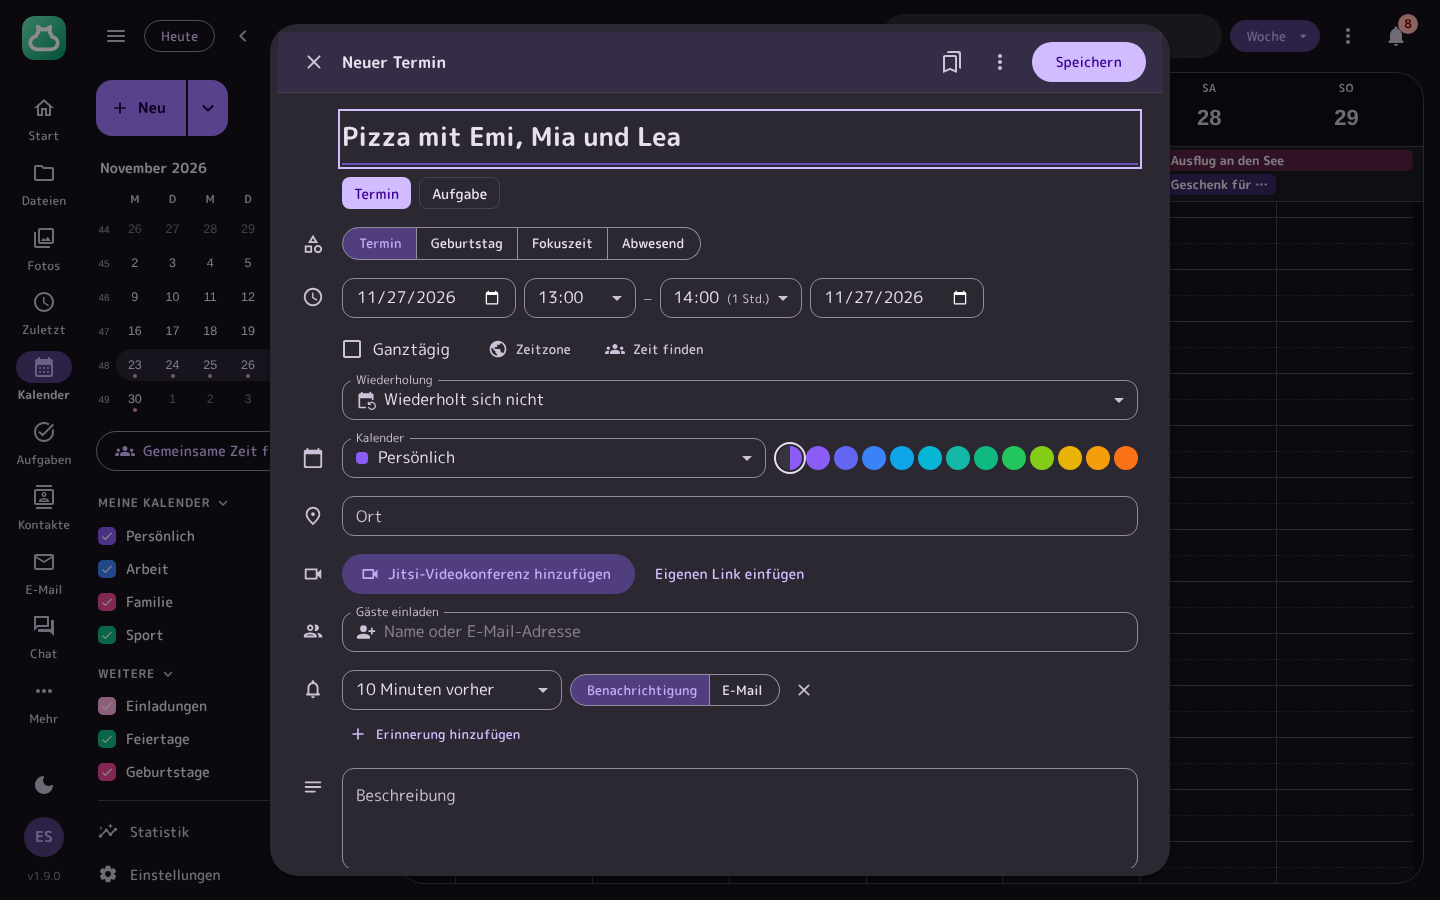 Heute
Woche
8
Neuer Termin
Speichern
Neu
SA
SO
28
29
Pizza mit Emi, Mia und Lea
Ausflug an den See
Geschenk für ···
Start
Dateien
Fotos
Zuletzt
Kalender
Aufgaben
Kontakte
E-Mail
Chat
Mehr
ES
v1.9.0
November 2026
M D M D
44 26 27 28 29
45 2 3 4 5
46 9 10 11 12
47 16 17 18 19
48 23 24 25 26
49 30 1 2 3
Gemeinsame Zeit f
MEINE KALENDER
Persönlich
Arbeit
Familie
Sport
WEITERE
Einladungen
Feiertage
Geburtstage
Statistik
Einstellungen
Termin Aufgabe
Termin Geburtstag Fokuszeit Abwesend
11/27/2026 13:00 – 14:00 (1 Std.) 11/27/2026
Ganztägig Zeitzone Zeit finden
Wiederholung
Wiederholt sich nicht
Kalender
Persönlich
Ort
Jitsi-Videokonferenz hinzufügen Eigenen Link einfügen
Gäste einladen
Name oder E-Mail-Adresse
10 Minuten vorher Benachrichtigung E-Mail
Erinnerung hinzufügen
Beschreibung